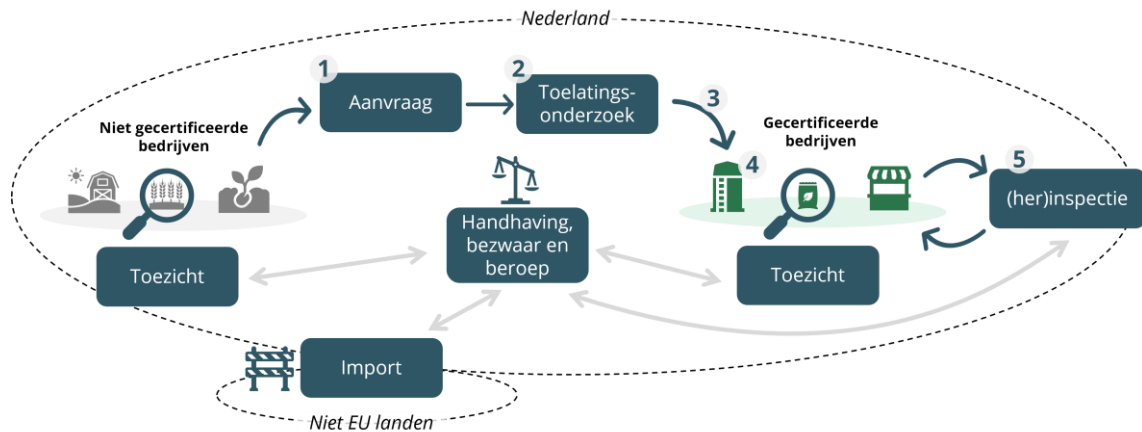 Nederland
1
Aanvraag
2
Toelatings-
onderzoek
3
Niet gecertificeerde
bedrijven
Gecertificeerde
bedrijven
4
5
(her)inspectie
Handhaving,
bezwaar en
beroep
Toezicht
Toezicht
Import
Niet EU landen